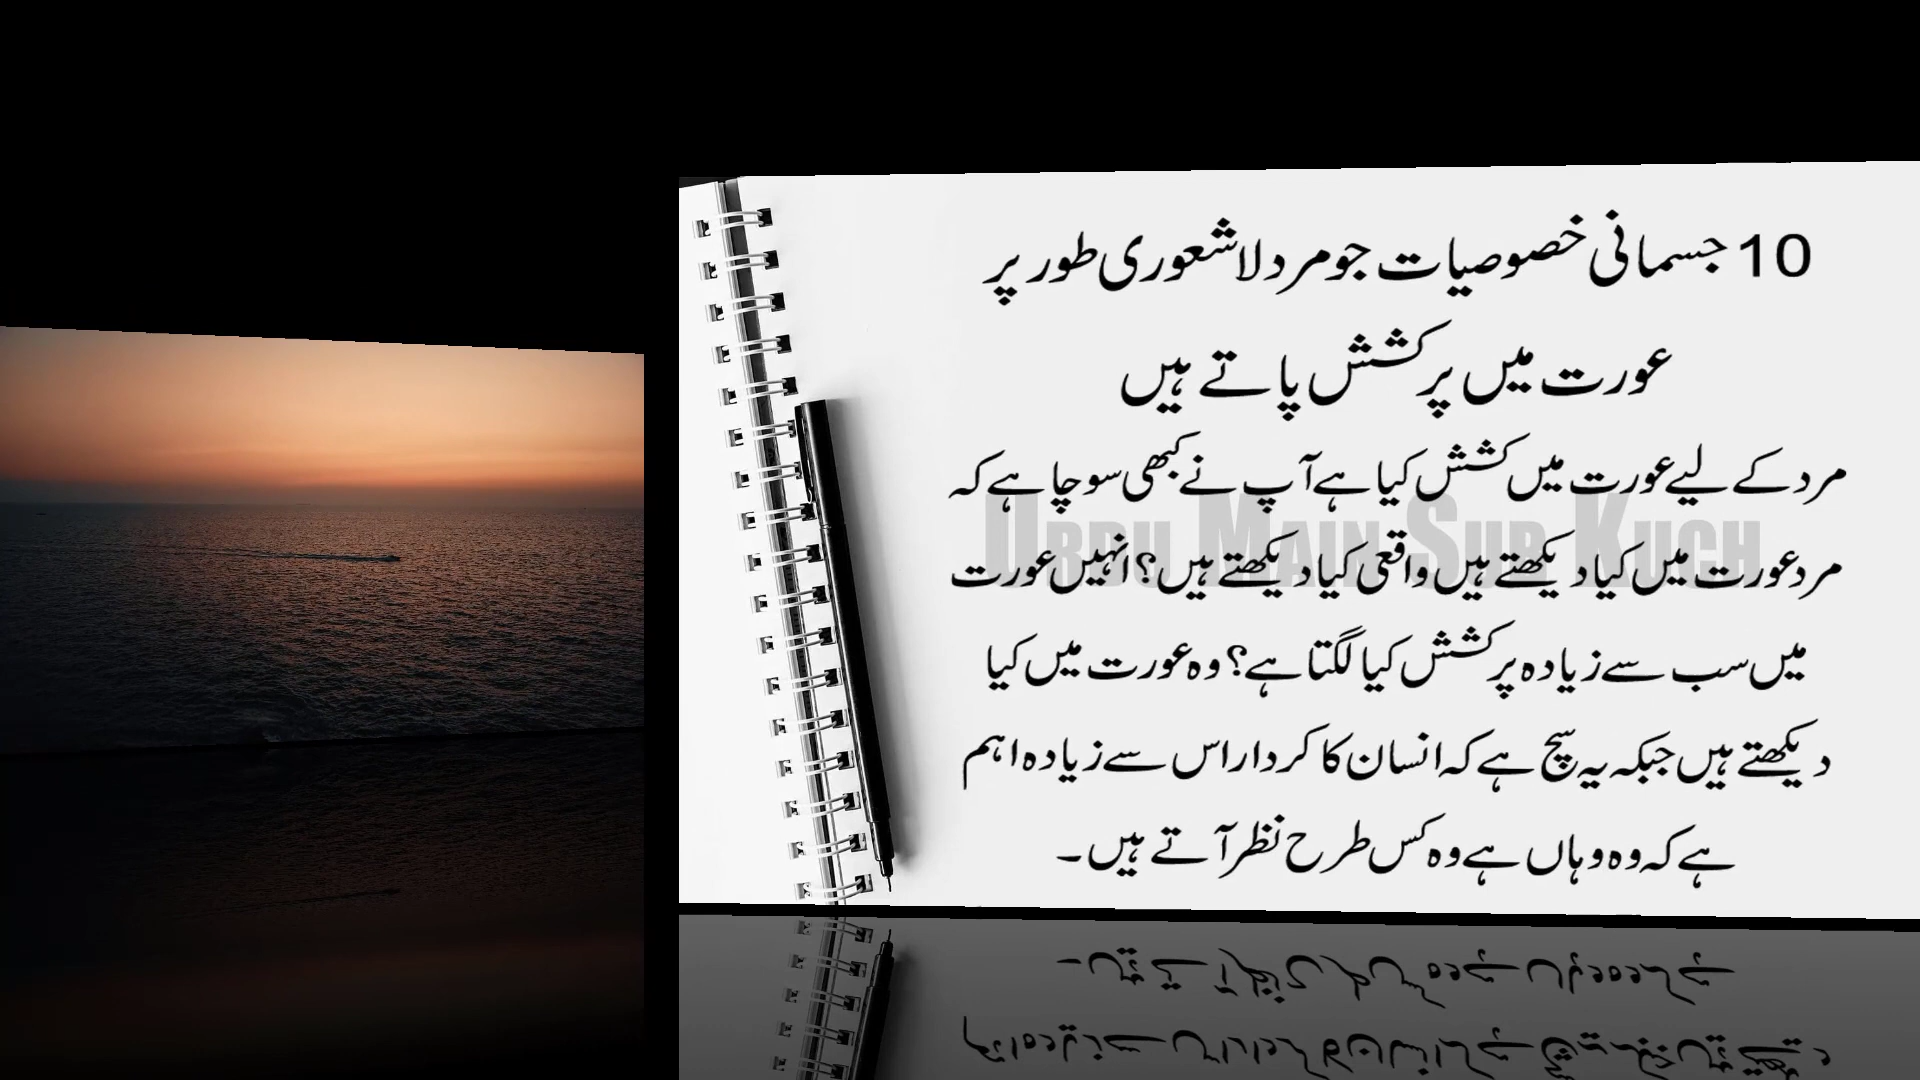 10 جسمانی خصوصیات جو مرد لاشعوری طور پر
عورت میں پرکشش پاتے ہیں
مرد کے لیے عورت میں کشش کیا ہے آپ نے کبھی سوچا ہے کہ
مرد عورت میں کیا دیکھتے ہیں واقعی کیا دیکھتے ہیں؟ انہیں عورت
میں سب سے زیادہ پرکشش کیا لگتا ہے؟ وہ عورت میں کیا
دیکھتے ہیں جبکہ یہ سچ ہے کہ انسان کا کردار اس سے زیادہ اہم
ہے کہ وہ وہاں ہے وہ کس طرح نظر آتے ہیں۔
URDU MAIN SUB KUCH